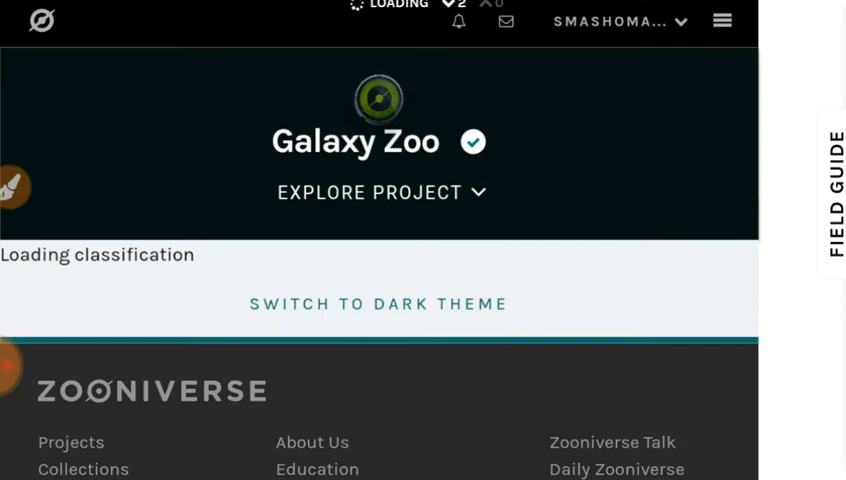 LOADING 2 0
SMASHOMA...
Galaxy Zoo
EXPLORE PROJECT
FIELD GUIDE
Loading classification
SWITCH TO DARK THEME
ZOONIVERSE
Projects About Us Zooniverse Talk
Collections Education Daily Zooniverse